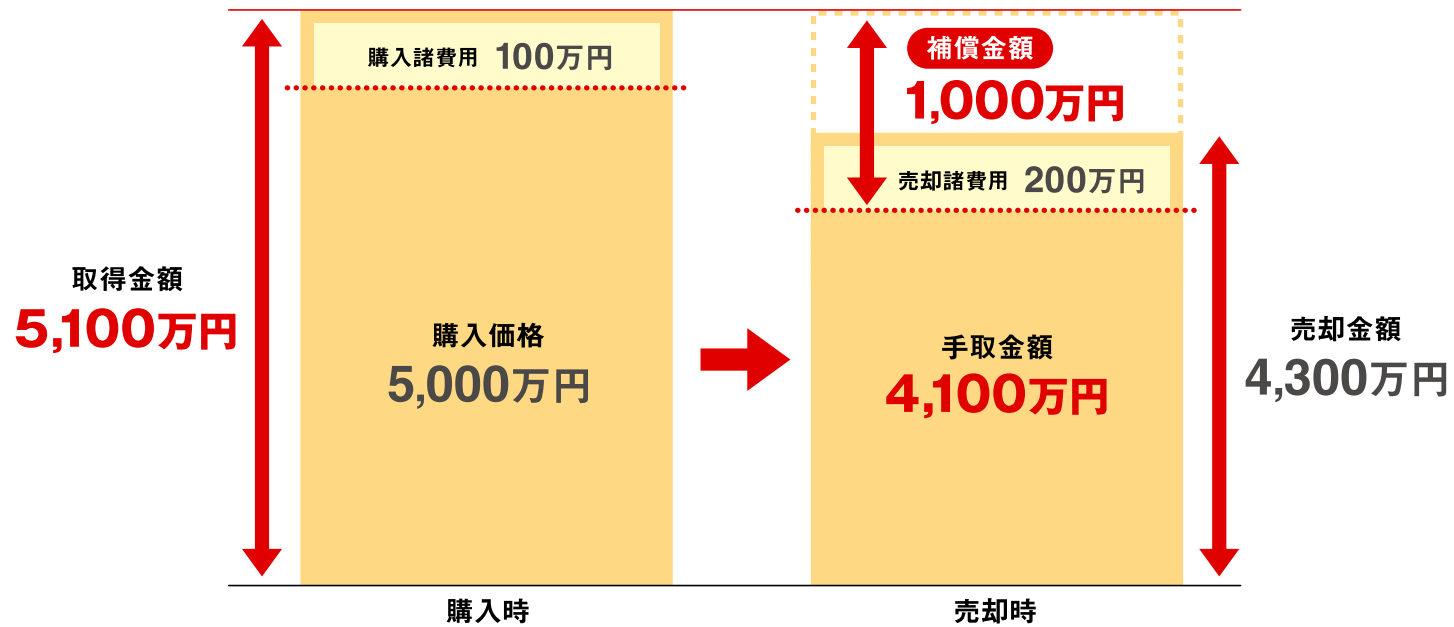 取得金額
5,100万円
購入諸費用 100万円
購入価格
5,000万円
購入時
補償金額
1,000万円
売却諸費用 200万円
手取金額
4,100万円
売却時
売却金額
4,300万円